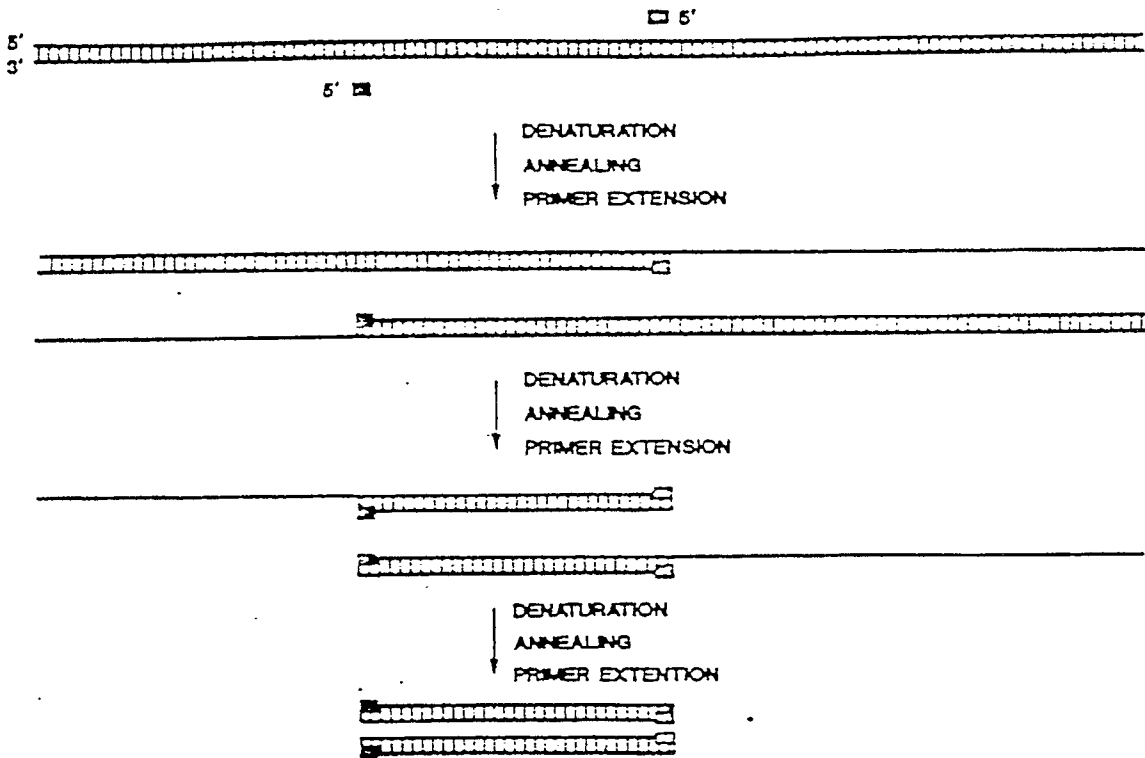 5'
5'
3'
5'
DENATURATION
ANNEALING
PRIMER EXTENSION
DENATURATION
ANNEALING
PRIMER EXTENSION
DENATURATION
ANNEALING
PRIMER EXTENTION